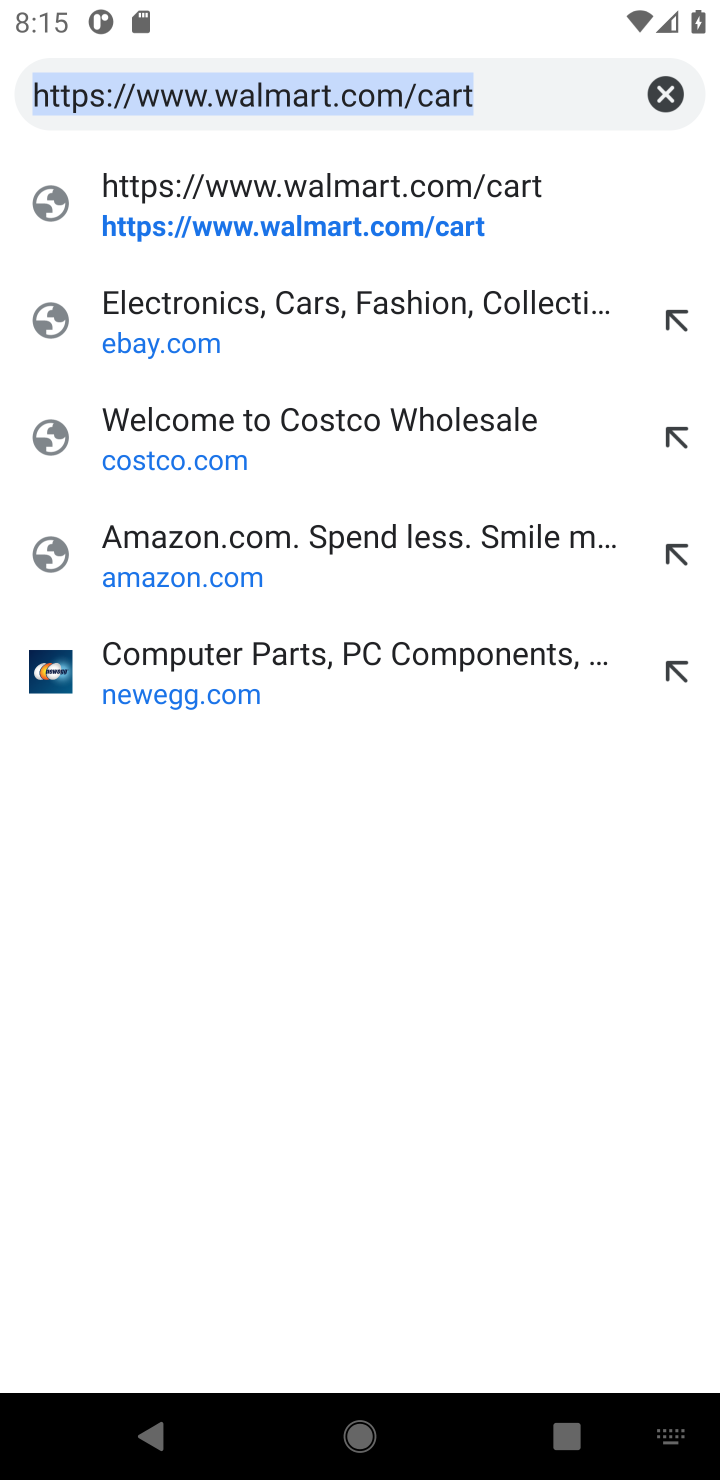 8:15
https://www.walmart.com/cart
https://www.walmart.com/cart
https://www.walmart.com/cart
Electronics, Cars, Fashion, Collecti...
ebay.com
Welcome to Costco Wholesale
costco.com
Amazon.com. Spend less. Smile m...
amazon.com
Computer Parts, PC Components, ...
newegg.com
newegg